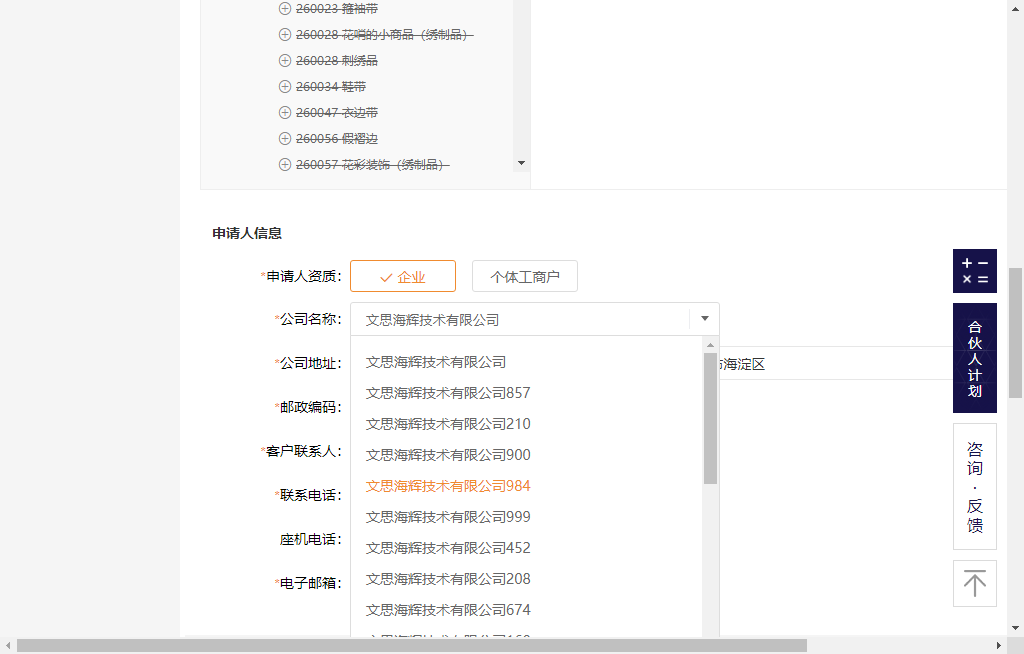 260023 箍袖带
260028 花哨的小商品（绣制品）
260028 刺绣品
260034 鞋带
260047 衣边带
260056 假褶边
260057 花彩装饰（绣制品）
申请人信息
*申请人资质： 企业 个体工商户
*公司名称： 文思海辉技术有限公司
*公司地址： 海淀区
*邮政编码：
*客户联系人：
*联系电话：
座机电话：
*电子邮箱：
文思海辉技术有限公司
文思海辉技术有限公司857
文思海辉技术有限公司210
文思海辉技术有限公司900
文思海辉技术有限公司984
文思海辉技术有限公司999
文思海辉技术有限公司452
文思海辉技术有限公司208
文思海辉技术有限公司674
合伙人计划
咨询·反馈